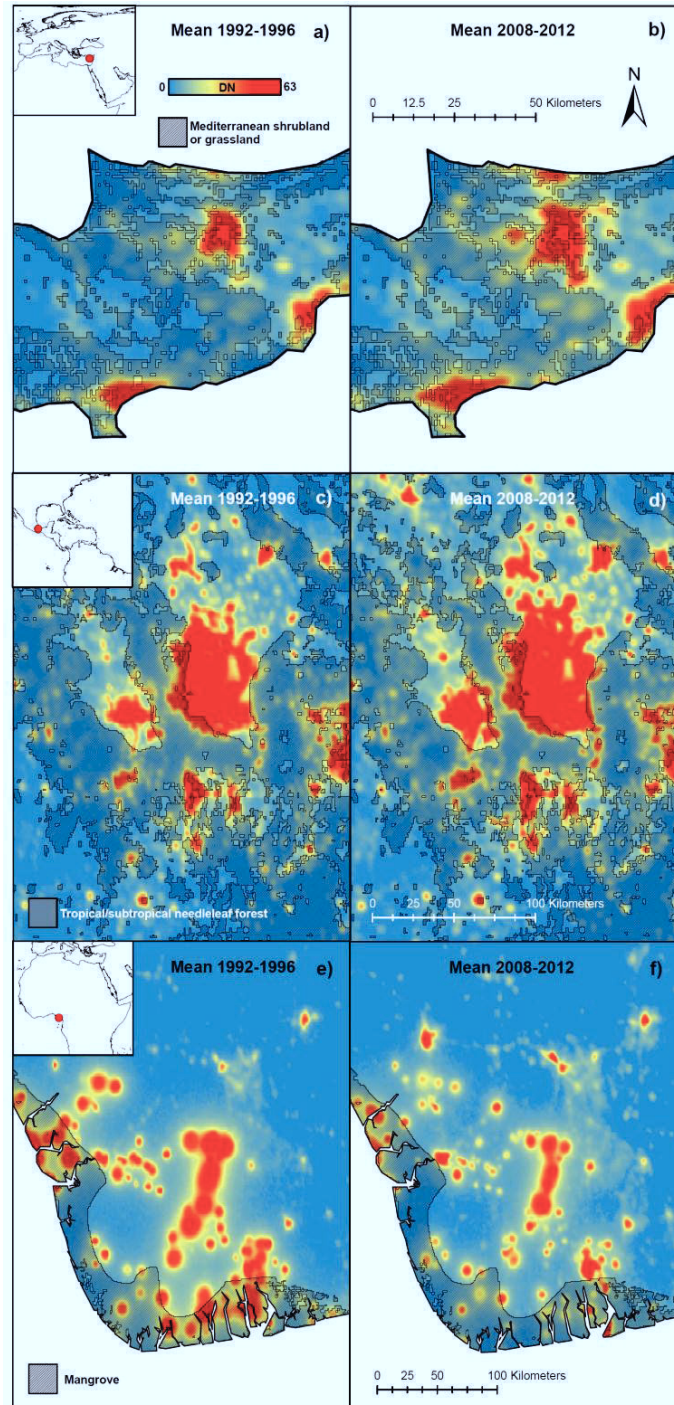 Mean 1992-1996 a)
0 DN 63
Mediterranean shrubland
or grassland
Mean 2008-2012 b)
N
0 12.5 25 50 Kilometers
Mean 1992-1996 c)
Tropical/subtropical needleleaf forest
Mean 2008-2012 d)
0 25 50 100 Kilometers
Mean 1992-1996 e)
Mangrove
Mean 2008-2012 f)
0 25 50 100 Kilometers